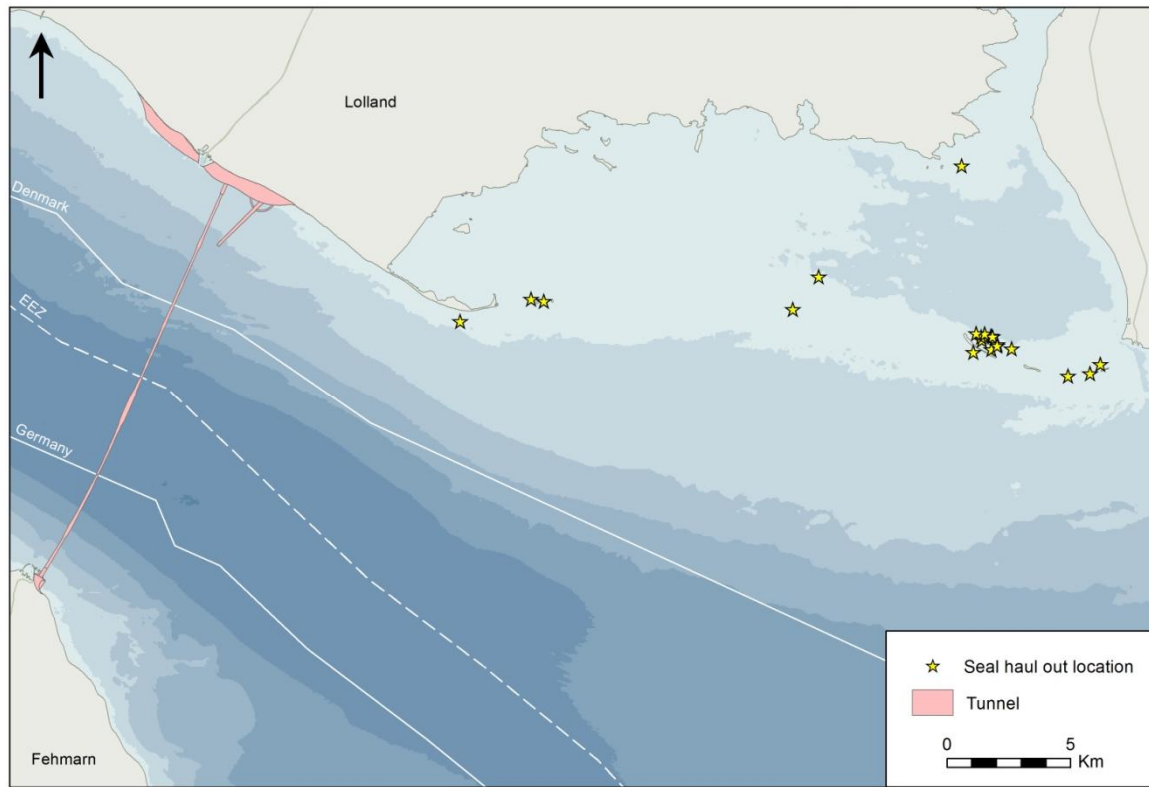 Lolland
Denmark
EEZ
Germany
Fehmarn
Seal haul out location
Tunnel
0 5
Km